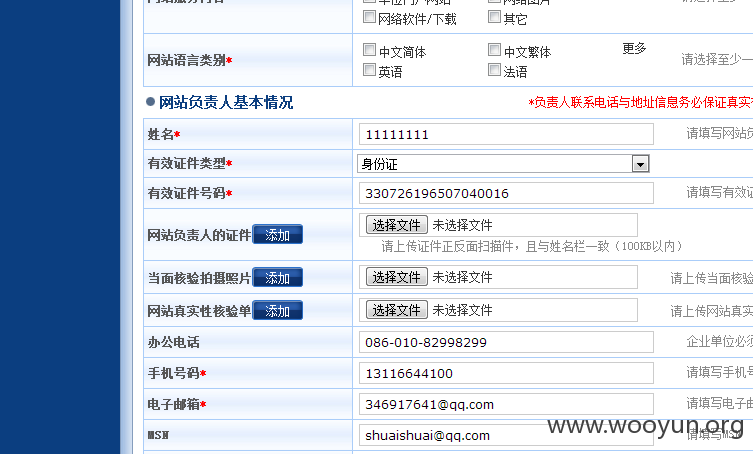 网络软件/下载 其它
网站语言类别* 中文简体 中文繁体 更多 请选择至少一
英语 法语
网站负责人基本情况 *负责人联系电话与地址信息务必保证真实
姓名* 11111111 请填写网站负
有效证件类型* 身份证
有效证件号码* 330726196507040016 请填写有效证
网站负责人的证件 添加 选择文件 未选择文件
请上传证件正反面扫描件，且与姓名栏一致（100KB以内）
当面核验拍摄照片 添加 选择文件 未选择文件 请上传当面核验
网站真实性核验单 添加 选择文件 未选择文件 请上传网站真实
办公电话 086-010-82998299 企业单位必须
手机号码* 13116644100 请填写手机号
电子邮箱* 346917641@qq.com 请填写电子邮
MSN shuaishuai@qq.com 请填写MSN
www.wooyun.org